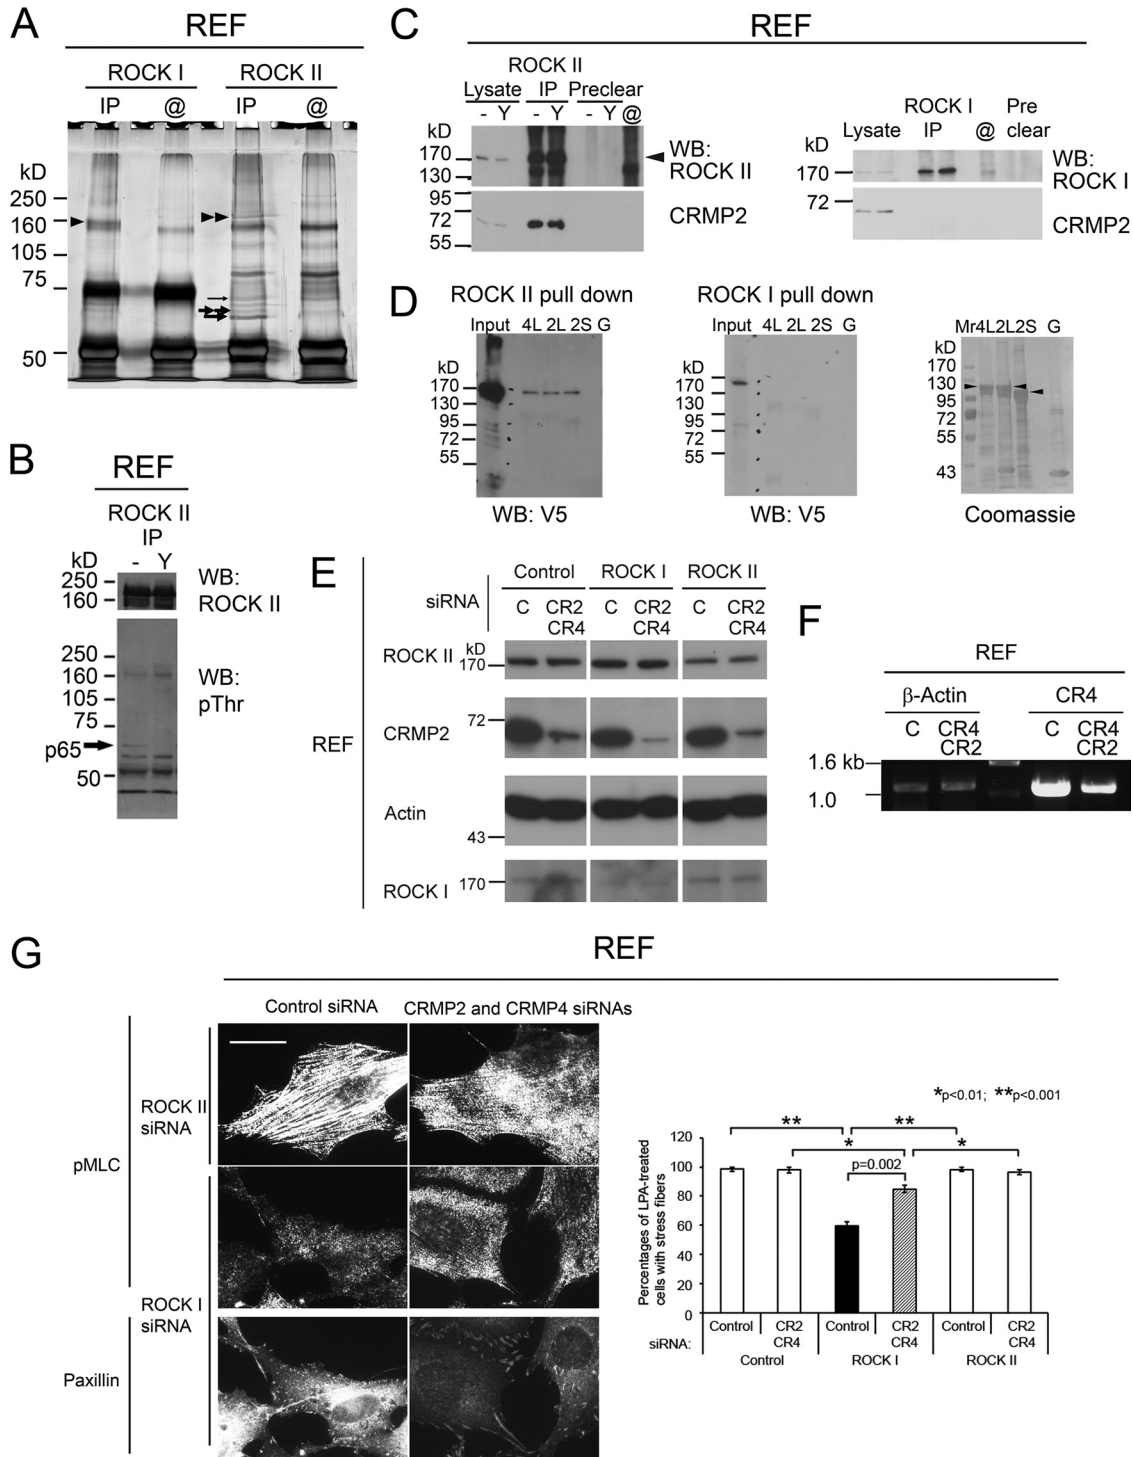 A
REF
ROCK I ROCK II
IP @ IP @
kD
250
160
105
75
50
B
REF
ROCK II
IP
kD - Y
250
160
WB:
ROCK II
250
160
105
75
p65
50
WB:
pThr
C
REF
ROCK II
Lysate IP Preclear
- Y - Y - Y @
kD
170
130
95
72
55
WB:
ROCK II
CRMP2
ROCK I
Lysate IP @ Pre
clear
kD
170
72
WB:
ROCK I
CRMP2
D
ROCK II pull down
Input 4L 2L 2S G
kD
170
130
95
72
55
WB: V5
ROCK I pull down
Input 4L 2L 2S G
kD
170
130
95
72
55
WB: V5
Mr4L2L2S G
kD
170
130
95
72
55
43
Coomassie
E
Control ROCK I ROCK II
siRNA
C CR2 C CR2 C CR2
CR4 CR4 CR4
REF
kD
ROCK II 170
CRMP2 72
Actin
43
ROCK I 170
F
REF
β-Actin CR4
C CR4 C CR4
CR2 CR2
1.6 kb
1.0
G
REF
Control siRNA CRMP2 and CRMP4 siRNAs
pMLC
ROCK II
siRNA
ROCK I
siRNA
Paxillin
*p<0.01; **p<0.001
** **
* *
p=0.002
Percentages of LPA-treated
cells with stress fibers
120
100
80
60
40
20
0
siRNA:
Control CR2 Control CR2 Control CR2
CR4 CR4 CR4
Control ROCK I ROCK II